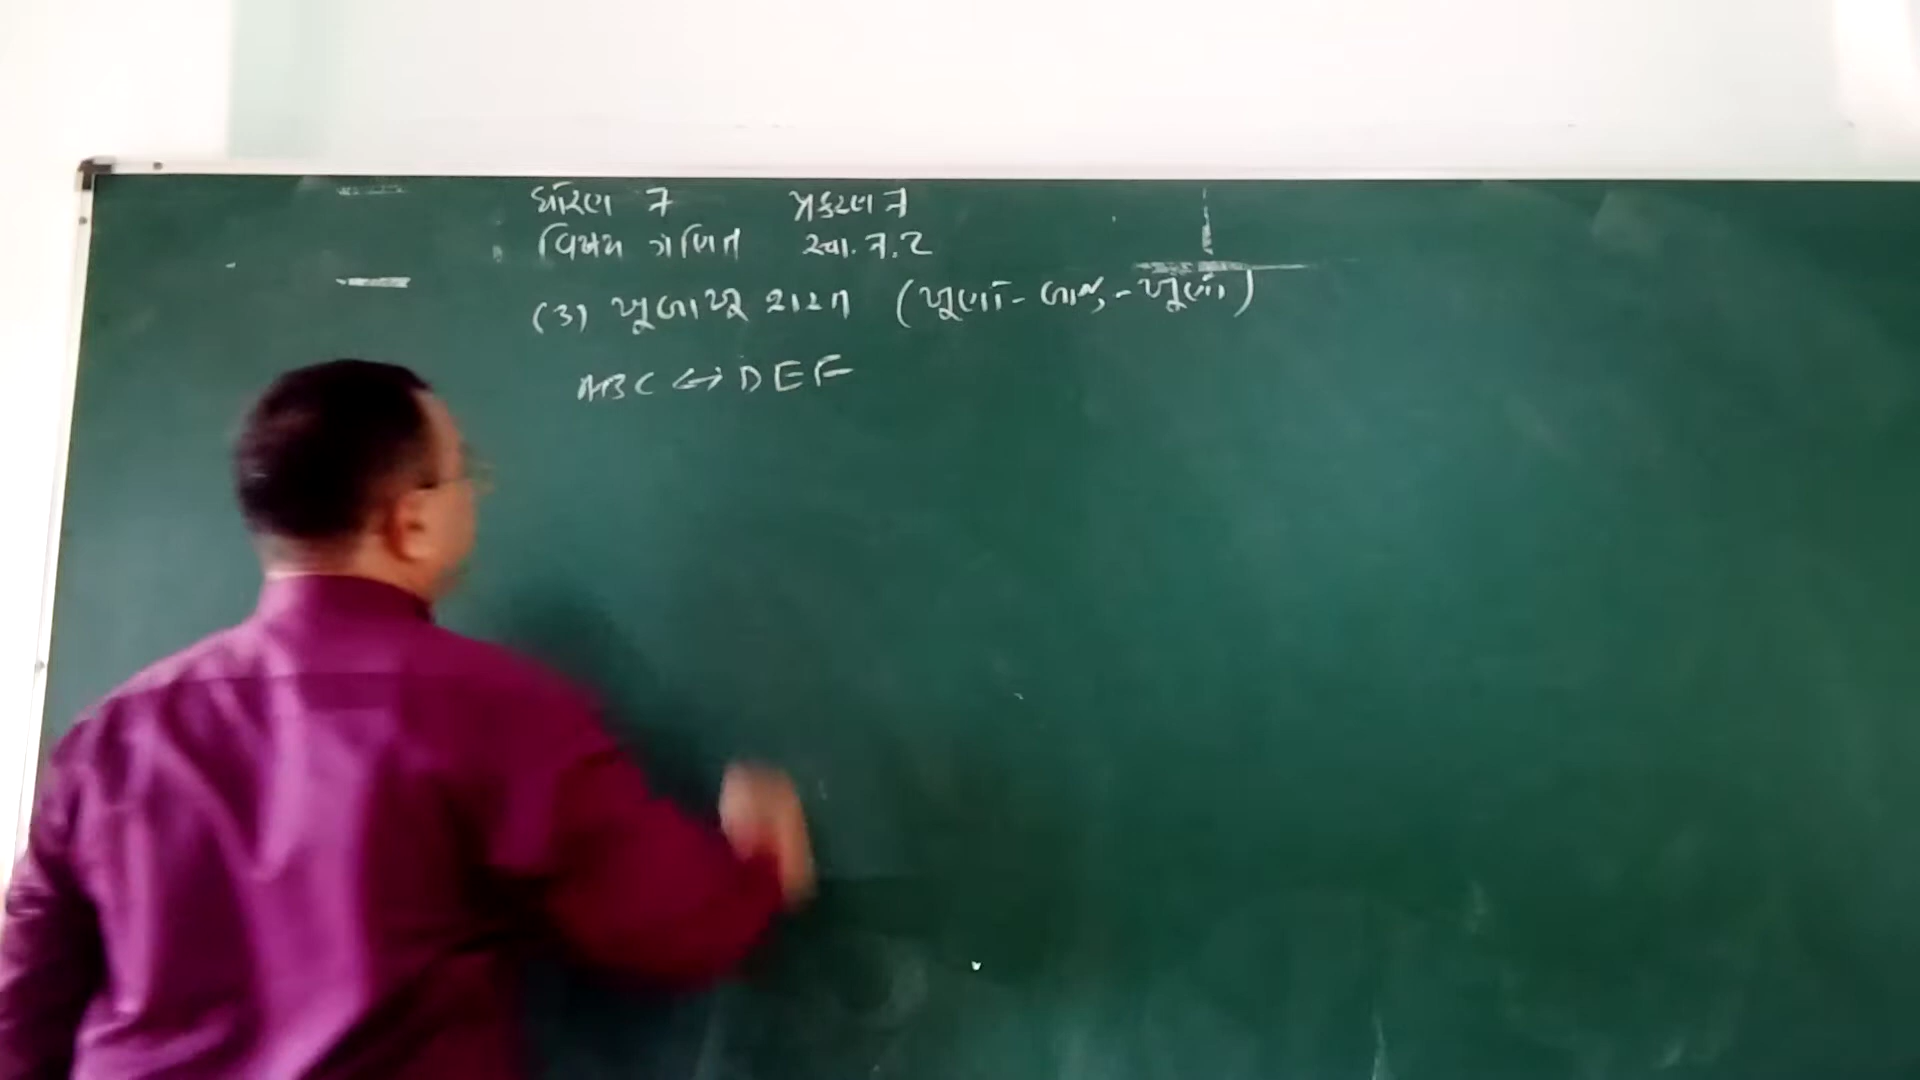 ધોરણ 7 પ્રકરણ 7
વિષય ગણિત સ્વા. 7.2
(3) ખૂબાખૂ શરત (ખૂણો - બાજુ - ખૂણો)
ABC ↔ DEF